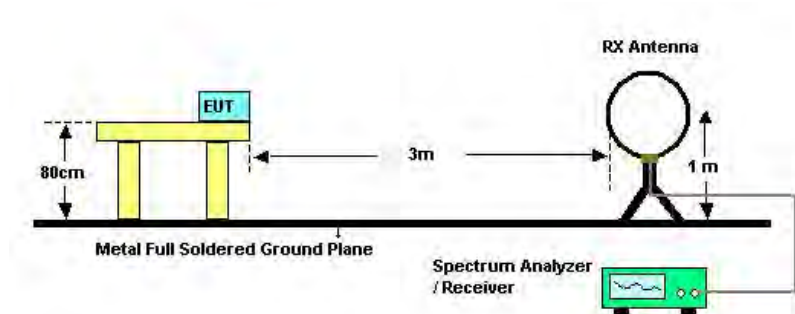 RX Antenna
EUT
3m
80cm
1 m
Metal Full Soldered Ground Plane
Spectrum Analyzer
/ Receiver